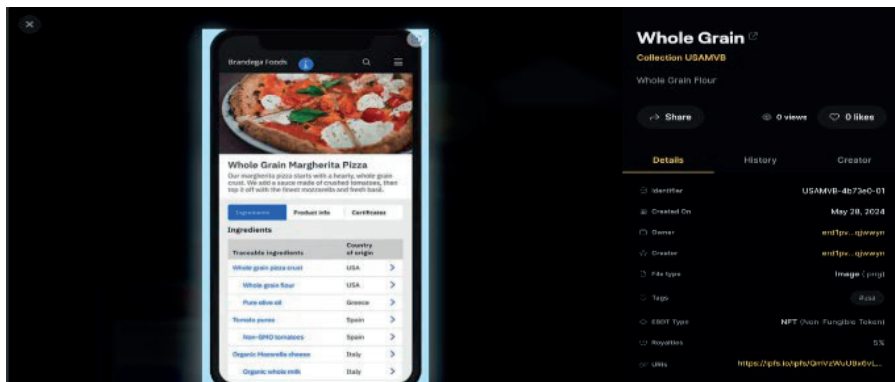 Brandega Foods
Whole Grain Margherita Pizza
Our margherita pizza starts with a hearty, whole grain
crust. We add a sauce made of crushed tomatoes, then
top it off with the finest mozzarella and fresh basil.
Ingredients Product info Certificates
Ingredients
Traceable ingredients Country of origin
Whole grain pizza crust USA
Whole grain flour USA
Pure olive oil Greece
Tomato puree Spain
Non-GMO tomatoes Spain
Organic Mozzarella cheese Italy
Organic whole milk Italy
Whole Grain
Collection USAMVB
Whole Grain Flour
Share 0 views 0 likes
Details History Creator
Identifier USAMVB-4b73e0-01
Created On May 28, 2024
Owner erd1pv...qjwwyn
Creator erd1pv...qjwwyn
File type Image (png)
Tags
ESDT Type NFT (Non-Fungible Token)
Royalties 5%
URIs